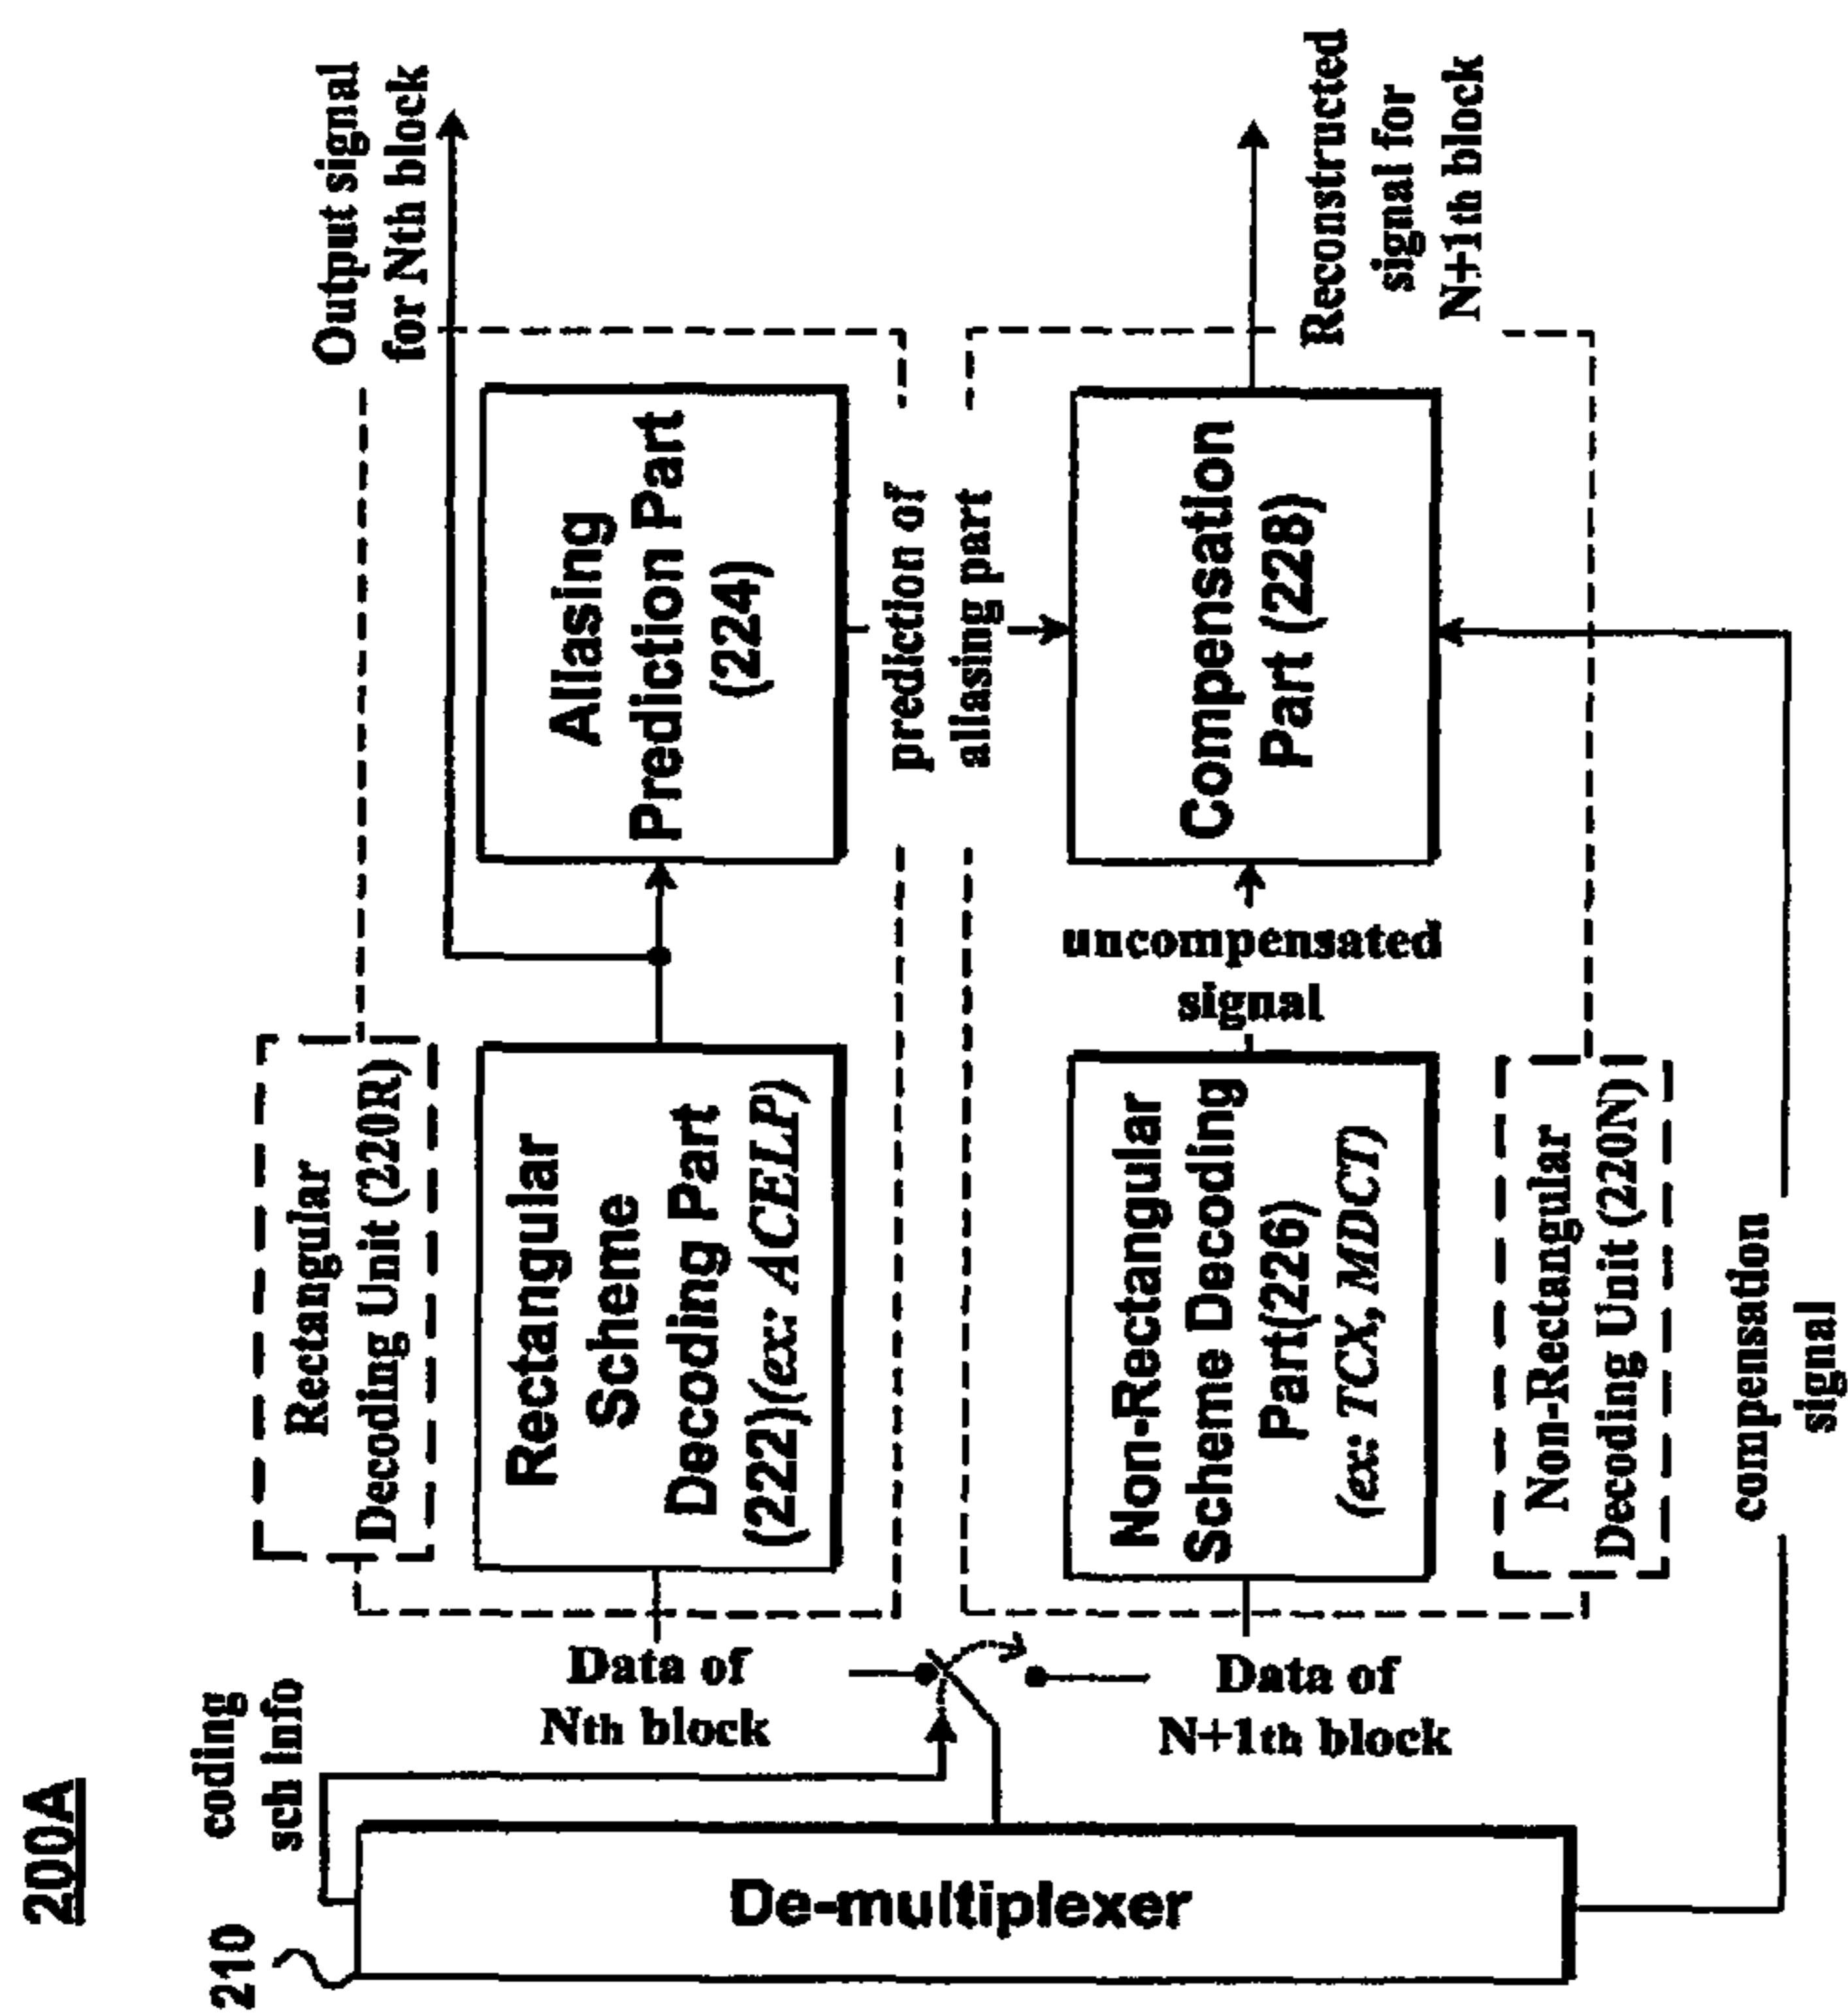 200A
210
coding
sch info
De-multiplexer
Data of
Nth block
Data of
N+1th block
Rectangular
Decoding Unit (220R)
Rectangular
Scheme
Decoding Part
(222)(ex: ACELP)
Output signal
for Nth block
Aliasing
Prediction Part
(224)
prediction of
aliasing part
Non-Rectangular
Scheme Decoding
Part(226)
(ex: TCX, MDCT)
uncompensated
signal
Compensation
Part (228)
Reconstructed
signal for
N+1th block
Non-Rectangular
Decoding Unit (220N)
compensation
signal